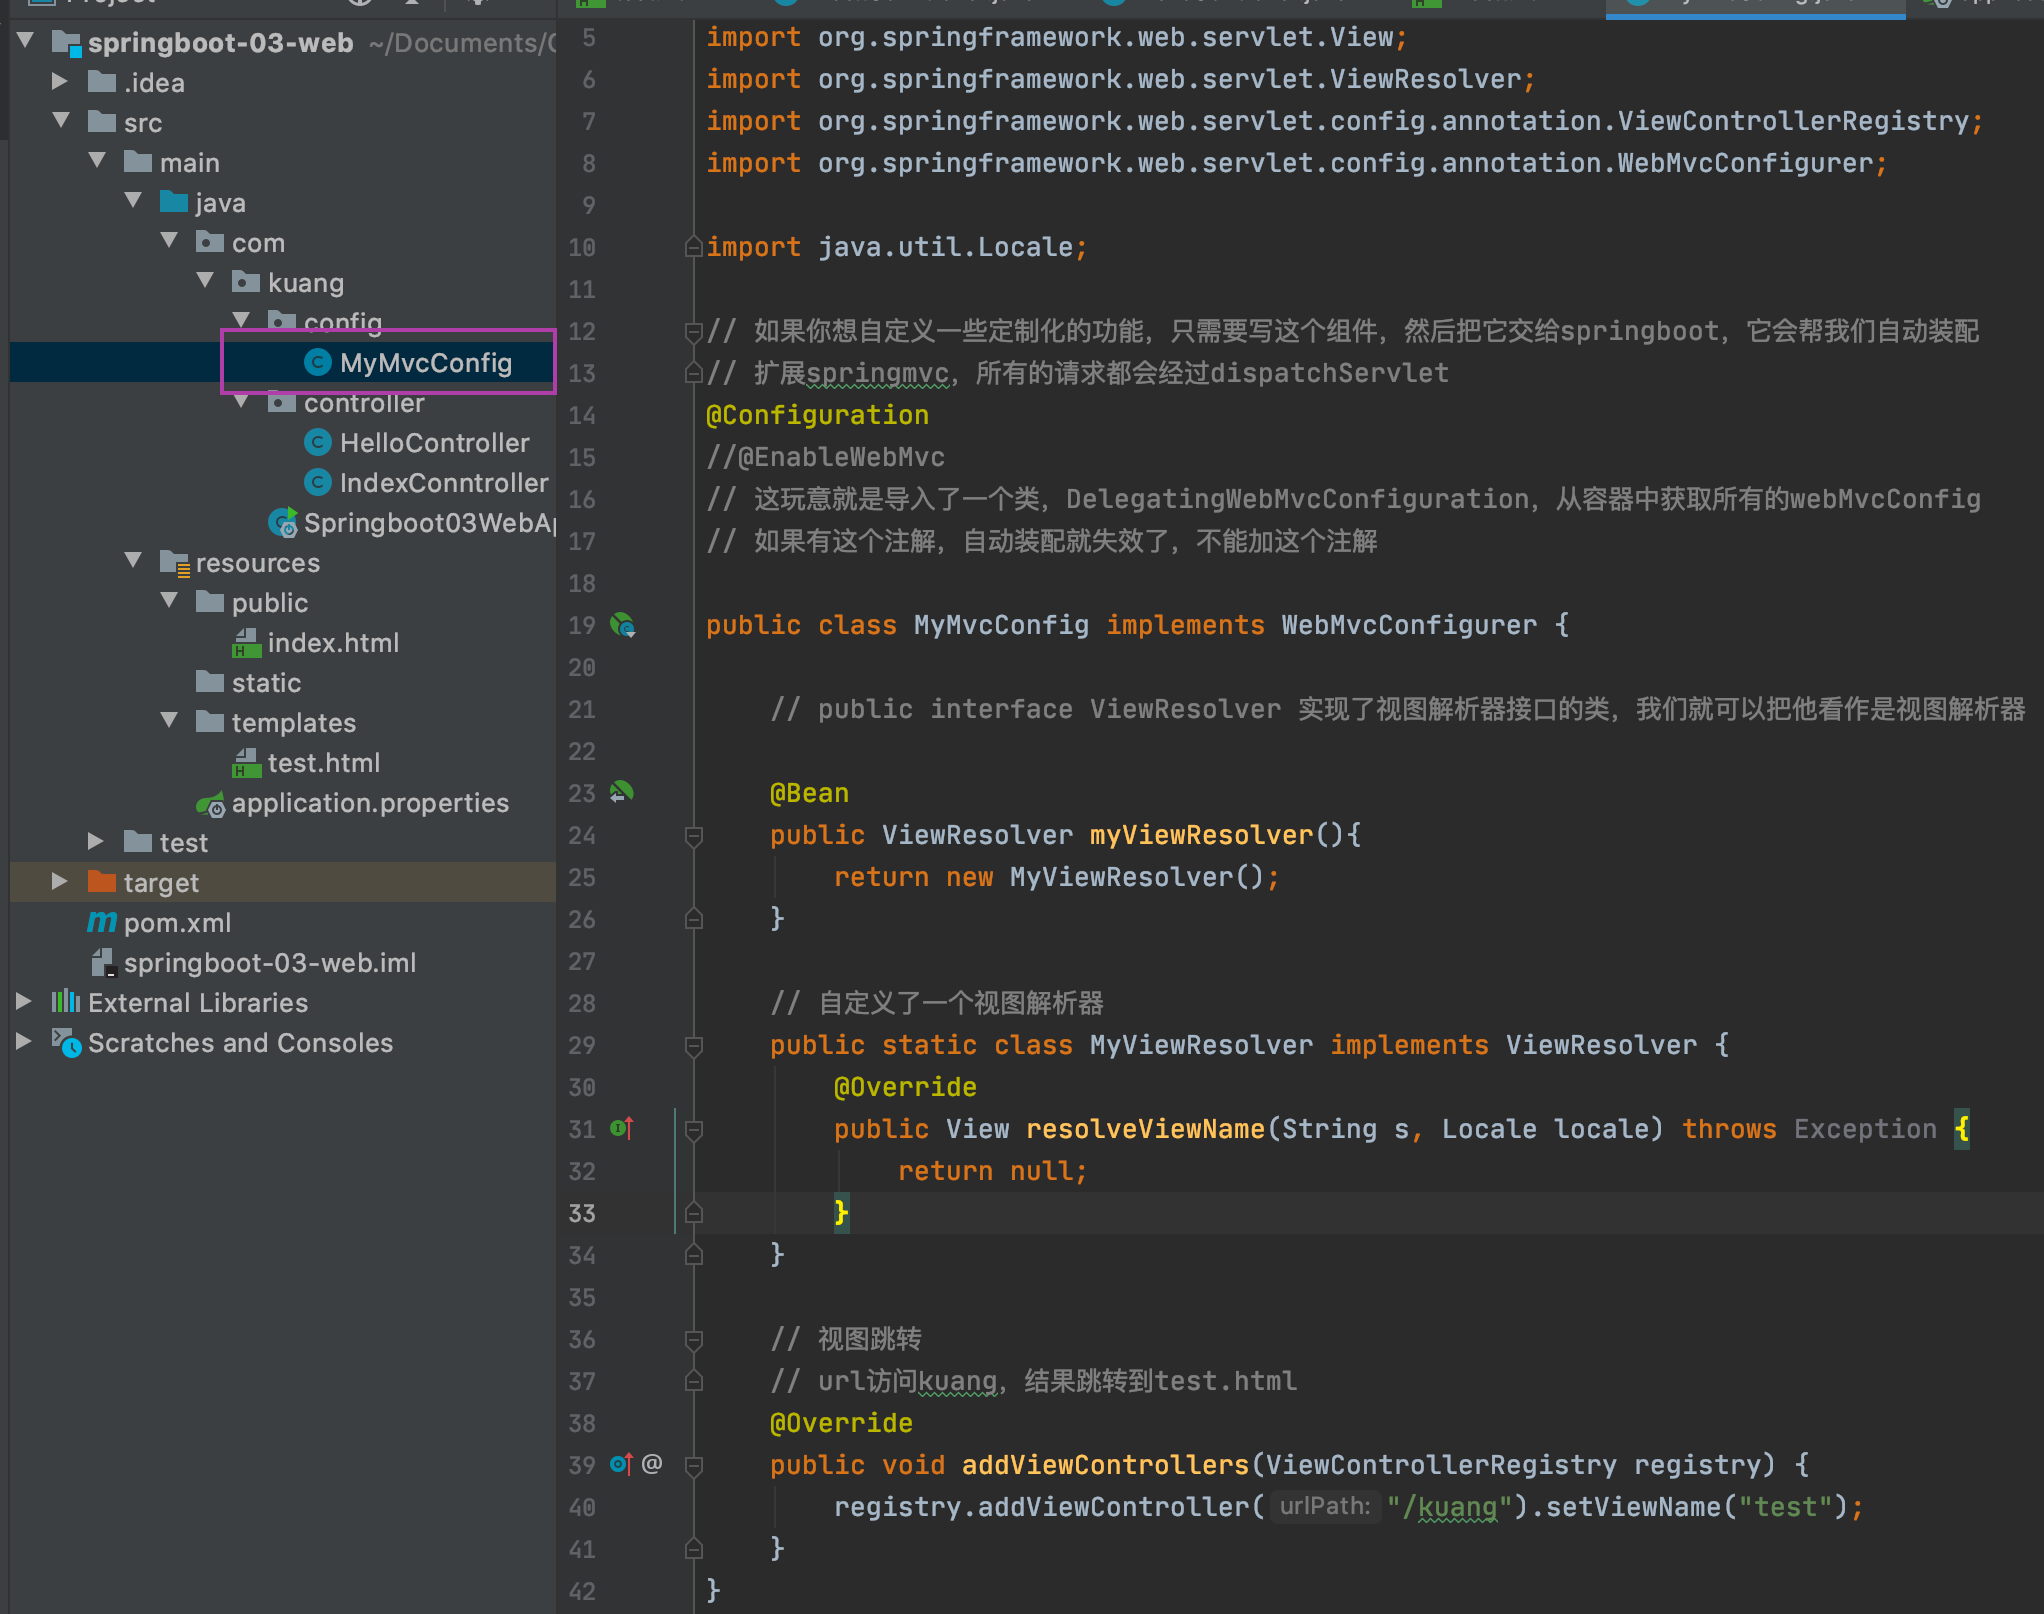 springboot-03-web ~/Documents/
.idea
src
main
java
com
kuang
config
MyMvcConfig
controller
HelloController
IndexConntroller
Springboot03WebAp
resources
public
index.html
static
templates
test.html
application.properties
test
target
pom.xml
springboot-03-web.iml
External Libraries
Scratches and Consoles
5 import org.springframework.web.servlet.View;
6 import org.springframework.web.servlet.ViewResolver;
7 import org.springframework.web.servlet.config.annotation.ViewControllerRegistry;
8 import org.springframework.web.servlet.config.annotation.WebMvcConfigurer;
9
10 import java.util.Locale;
11
12 // 如果你想自定义一些定制化的功能，只需要写这个组件，然后把它交给springboot，它会帮我们自动装配
13 // 扩展springmvc，所有的请求都会经过dispatchServlet
14 @Configuration
15 //@EnableWebMvc
16 // 这玩意就是导入了一个类，DelegatingWebMvcConfiguration，从容器中获取所有的webMvcConfig
17 // 如果有这个注解，自动装配就失效了，不能加这个注解
18
19 public class MyMvcConfig implements WebMvcConfigurer {
20
21 // public interface ViewResolver 实现了视图解析器接口的类，我们就可以把他看作是视图解析器
22
23 @Bean
24 public ViewResolver myViewResolver(){
25 return new MyViewResolver();
26 }
27
28 // 自定义了一个视图解析器
29 public static class MyViewResolver implements ViewResolver {
30 @Override
31 public View resolveViewName(String s, Locale locale) throws Exception {
32 return null;
33 }
34 }
35
36 // 视图跳转
37 // url访问kuang，结果跳转到test.html
38 @Override
39 @ public void addViewControllers(ViewControllerRegistry registry) {
40 registry.addViewController( urlPath: "/kuang").setViewName("test");
41 }
42 }